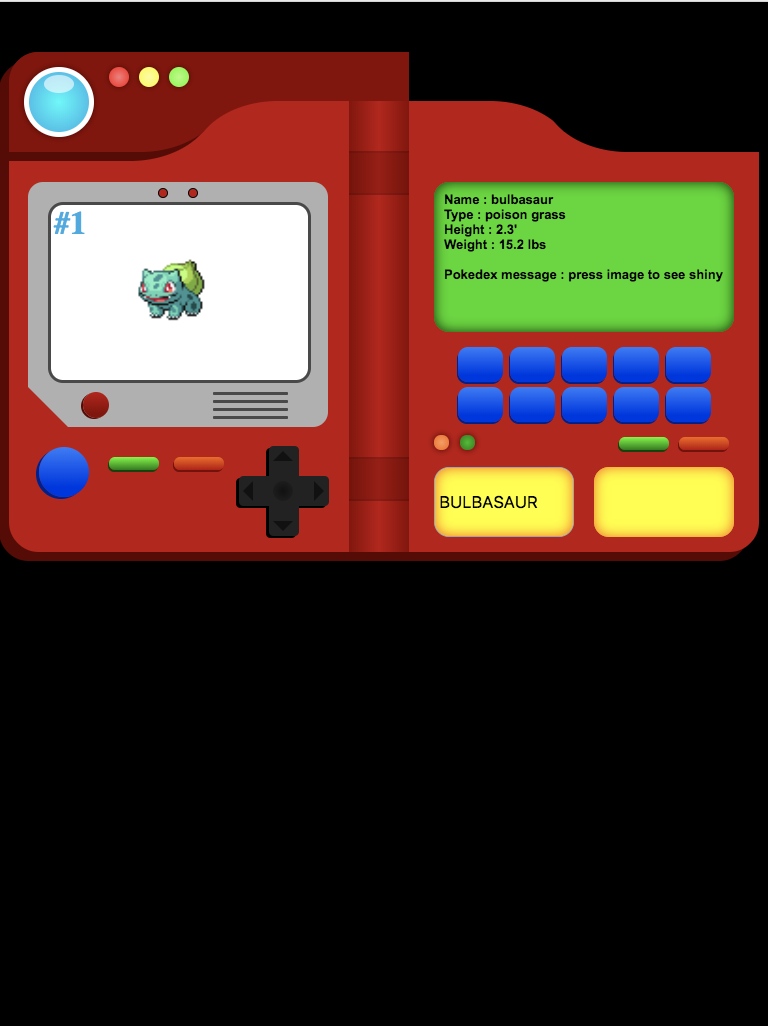 #1
Name : bulbasaur
Type : poison grass
Height : 2.3'
Weight : 15.2 lbs
Pokedex message : press image to see shiny
BULBASAUR